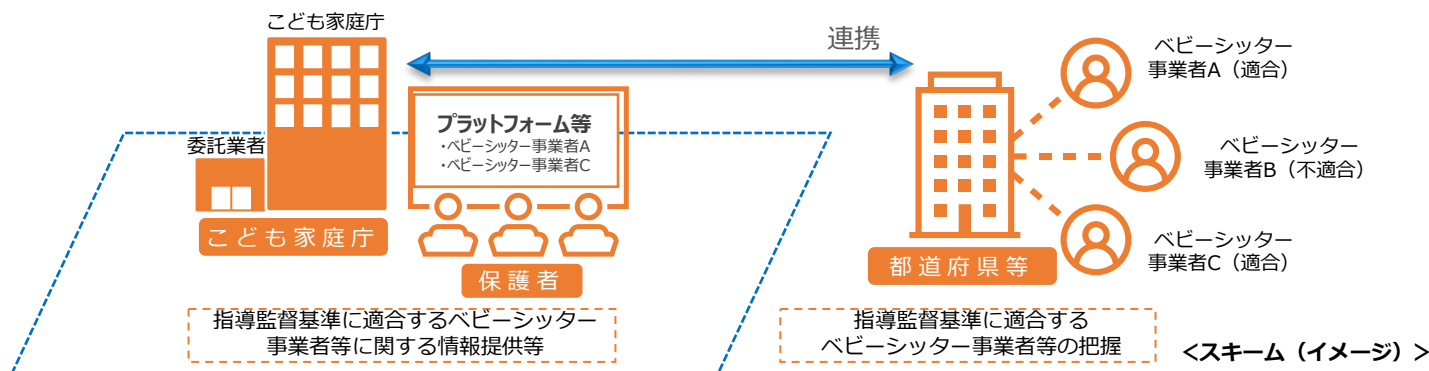 こども家庭庁
連携
ベビーシッター
事業者A（適合）
プラットフォーム等
・ベビーシッター事業者A
・ベビーシッター事業者C
委託業者
ベビーシッター
事業者B（不適合）
こども家庭庁
保護者
都道府県等
ベビーシッター
事業者C（適合）
指導監督基準に適合するベビーシッター
事業者等に関する情報提供等
指導監督基準に適合する
ベビーシッター事業者等の把握
＜スキーム（イメージ）＞